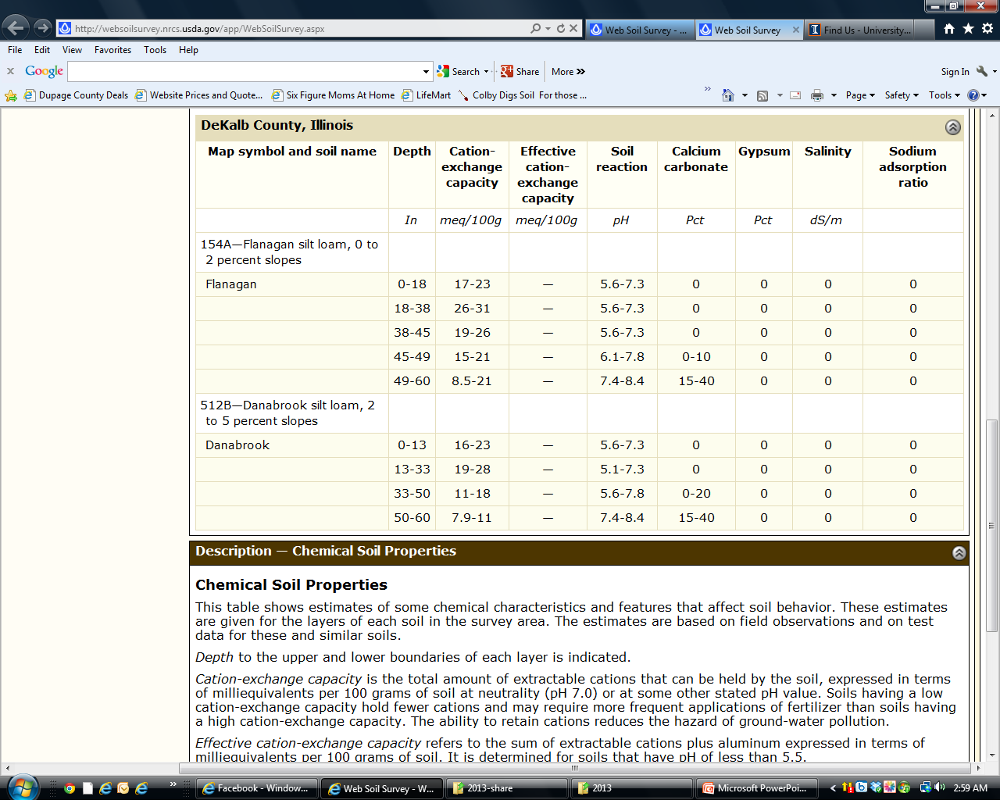 http://websoilsurvey.nrcs.usda.gov/app/WebSoilSurvey.aspx
Web Soil Survey - ...
Web Soil Survey
Find Us - University...
File Edit View Favorites Tools Help
x Google Search Share More »
Sign In
Dupage County Deals Website Prices and Quote... Six Figure Moms At Home LifeMart Colby Digs Soil For those ... » Page Safety Tools
DeKalb County, Illinois
Map symbol and soil name Depth Cation-exchange capacity Effective cation-exchange capacity Soil reaction Calcium carbonate Gypsum Salinity Sodium adsorption ratio
In meq/100g meq/100g pH Pct Pct dS/m
154A—Flanagan silt loam, 0 to
2 percent slopes
Flanagan 0-18 17-23 — 5.6-7.3 0 0 0 0
18-38 26-31 — 5.6-7.3 0 0 0 0
38-45 19-26 — 5.6-7.3 0 0 0 0
45-49 15-21 — 6.1-7.8 0-10 0 0 0
49-60 8.5-21 — 7.4-8.4 15-40 0 0 0
512B—Danabrook silt loam, 2
to 5 percent slopes
Danabrook 0-13 16-23 — 5.6-7.3 0 0 0 0
13-33 19-28 — 5.1-7.3 0 0 0 0
33-50 11-18 — 5.6-7.8 0-20 0 0 0
50-60 7.9-11 — 7.4-8.4 15-40 0 0 0
Description — Chemical Soil Properties
Chemical Soil Properties
This table shows estimates of some chemical characteristics and features that affect soil behavior. These estimates
are given for the layers of each soil in the survey area. The estimates are based on field observations and on test
data for these and similar soils.
Depth to the upper and lower boundaries of each layer is indicated.
Cation-exchange capacity is the total amount of extractable cations that can be held by the soil, expressed in terms
of milliequivalents per 100 grams of soil at neutrality (pH 7.0) or at some other stated pH value. Soils having a low
cation-exchange capacity hold fewer cations and may require more frequent applications of fertilizer than soils having
a high cation-exchange capacity. The ability to retain cations reduces the hazard of ground-water pollution.
Effective cation-exchange capacity refers to the sum of extractable cations plus aluminum expressed in terms of
milliequivalents per 100 grams of soil. It is determined for soils that have pH of less than 5.5.
» Facebook - Window... Web Soil Survey - W... 2013-share 2013 Microsoft PowerPoi... < 2:59 AM